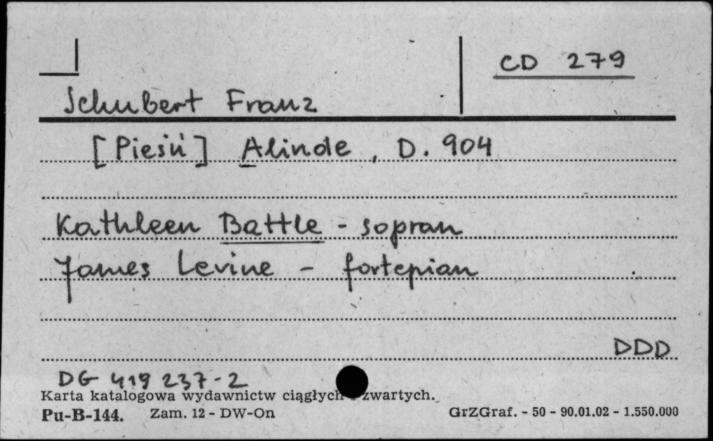 CD 279
Schubert Franz
[Pieśń] Alinde, D. 904
Kathleen Battle - sopran
James Levine - fortepian
DDD
DG 419 237-2
Karta katalogowa wydawnictw ciągłych zwartych.
Pu-B-144. Zam. 12 - DW-On GrZGraf. - 50 - 90.01.02 - 1.550.000